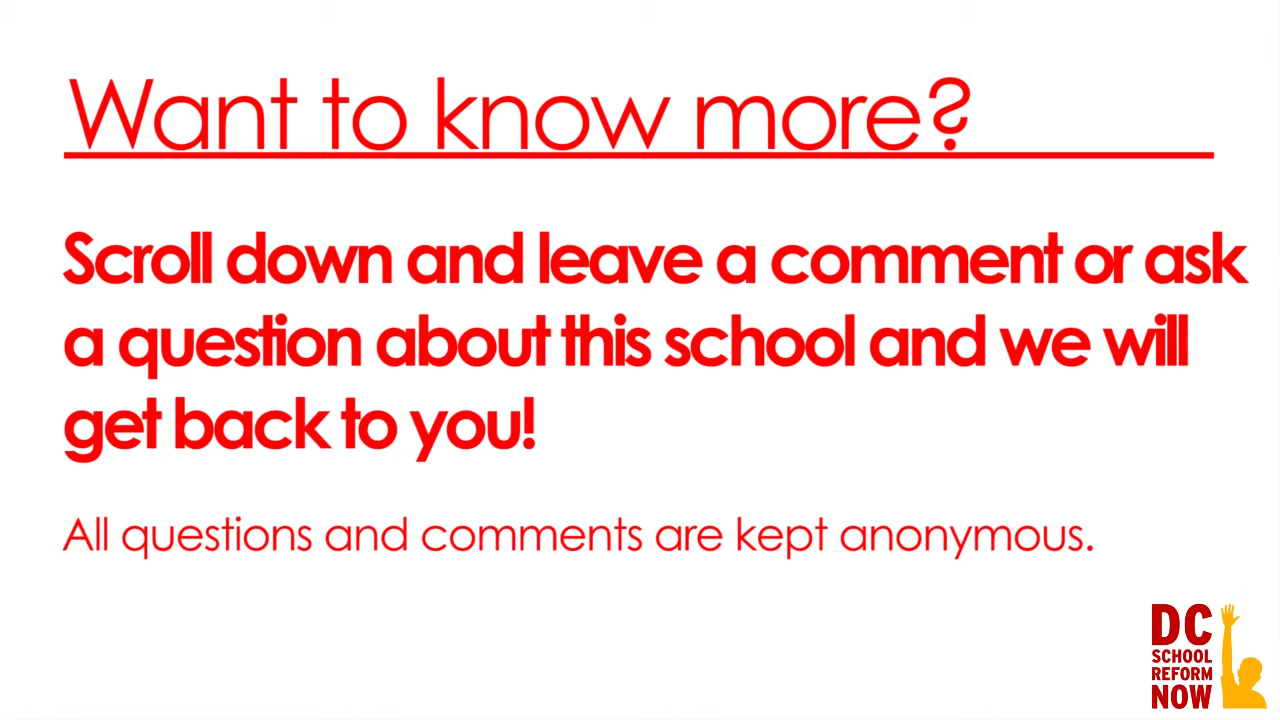 Want to know more?
Scroll down and leave a comment or ask
a question about this school and we will
get back to you!
All questions and comments are kept anonymous.
DC
SCHOOL
REFORM
NOW